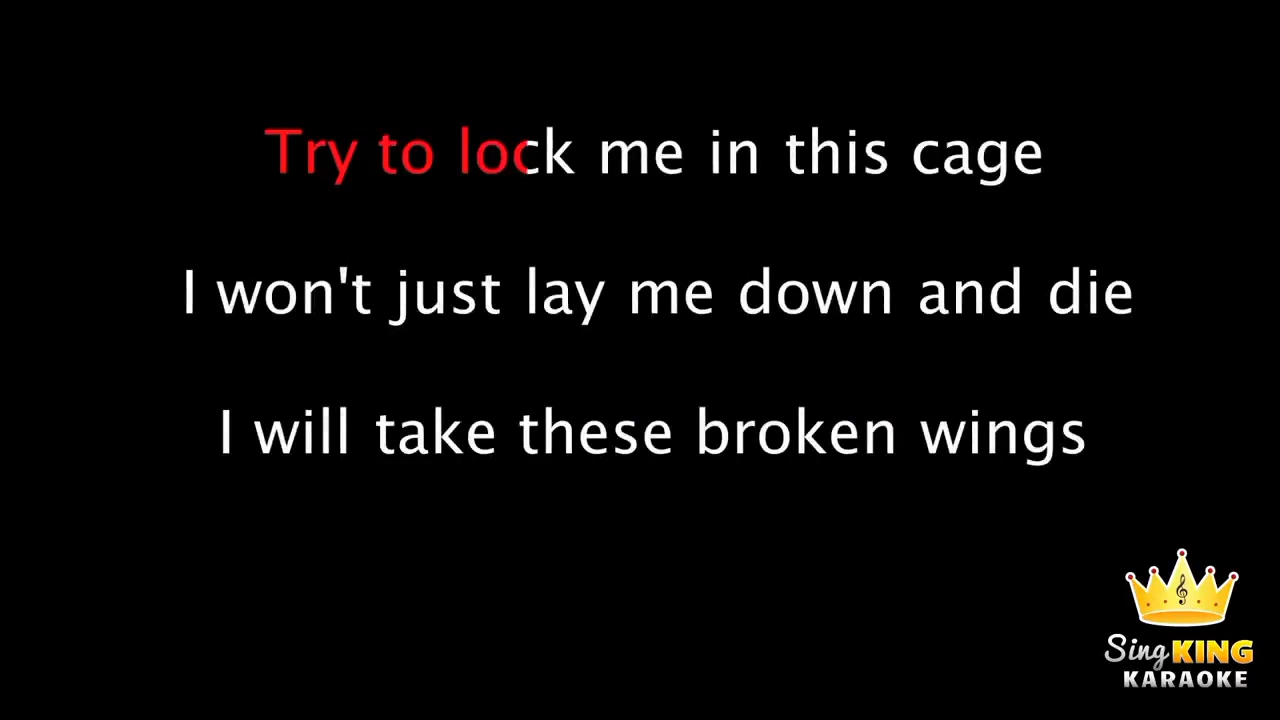 Try to lock me in this cage
I won't just lay me down and die
I will take these broken wings
Sing KING
KARAOKE